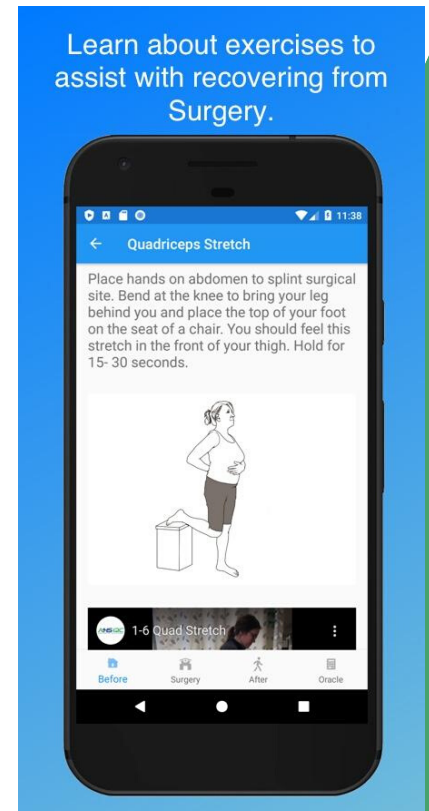 Learn about exercises to
assist with recovering from
Surgery.
11:38
Quadriceps Stretch
Place hands on abdomen to splint surgical
site. Bend at the knee to bring your leg
behind you and place the top of your foot
on the seat of a chair. You should feel this
stretch in the front of your thigh. Hold for
15- 30 seconds.
1-6 Quad Stretch
Before Surgery After Oracle